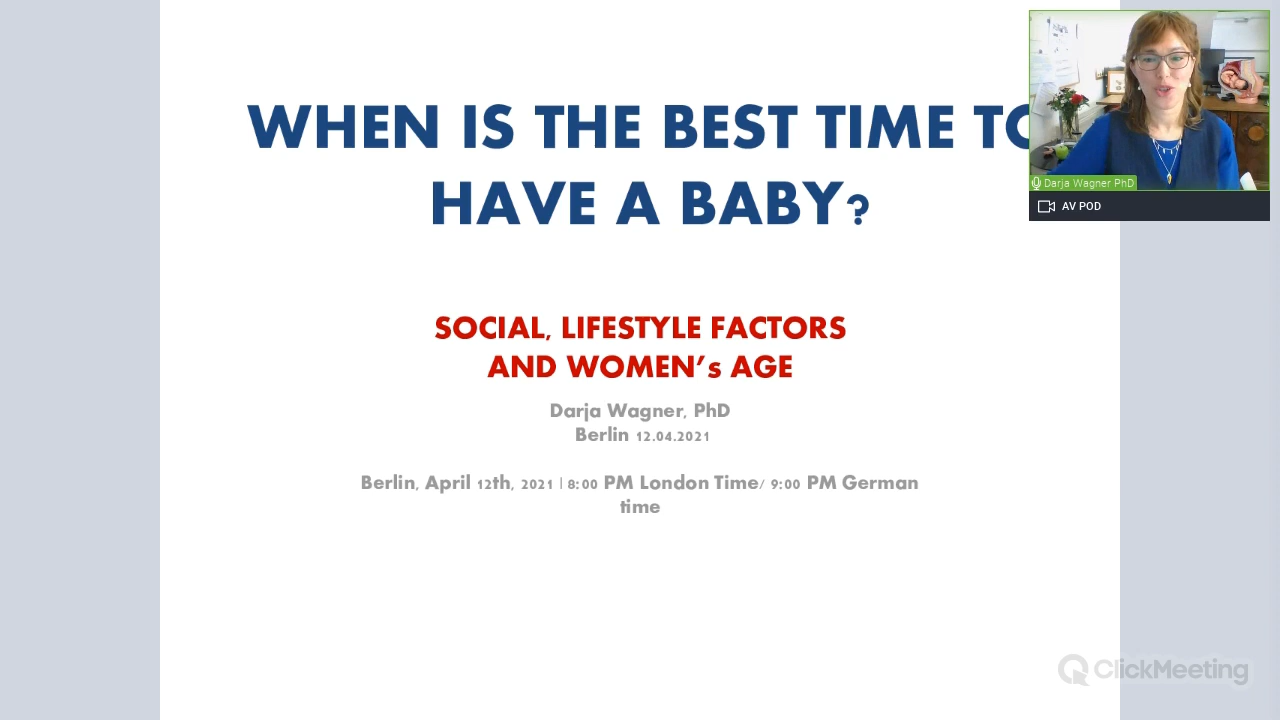 WHEN IS THE BEST TIME TO
HAVE A BABY?
SOCIAL, LIFESTYLE FACTORS
AND WOMEN's AGE
Darja Wagner, PhD
Berlin 12.04.2021
Berlin, April 12th, 2021 | 8:00 PM London Time/ 9:00 PM German
time
Darja Wagner PhD
AV POD
ClickMeeting